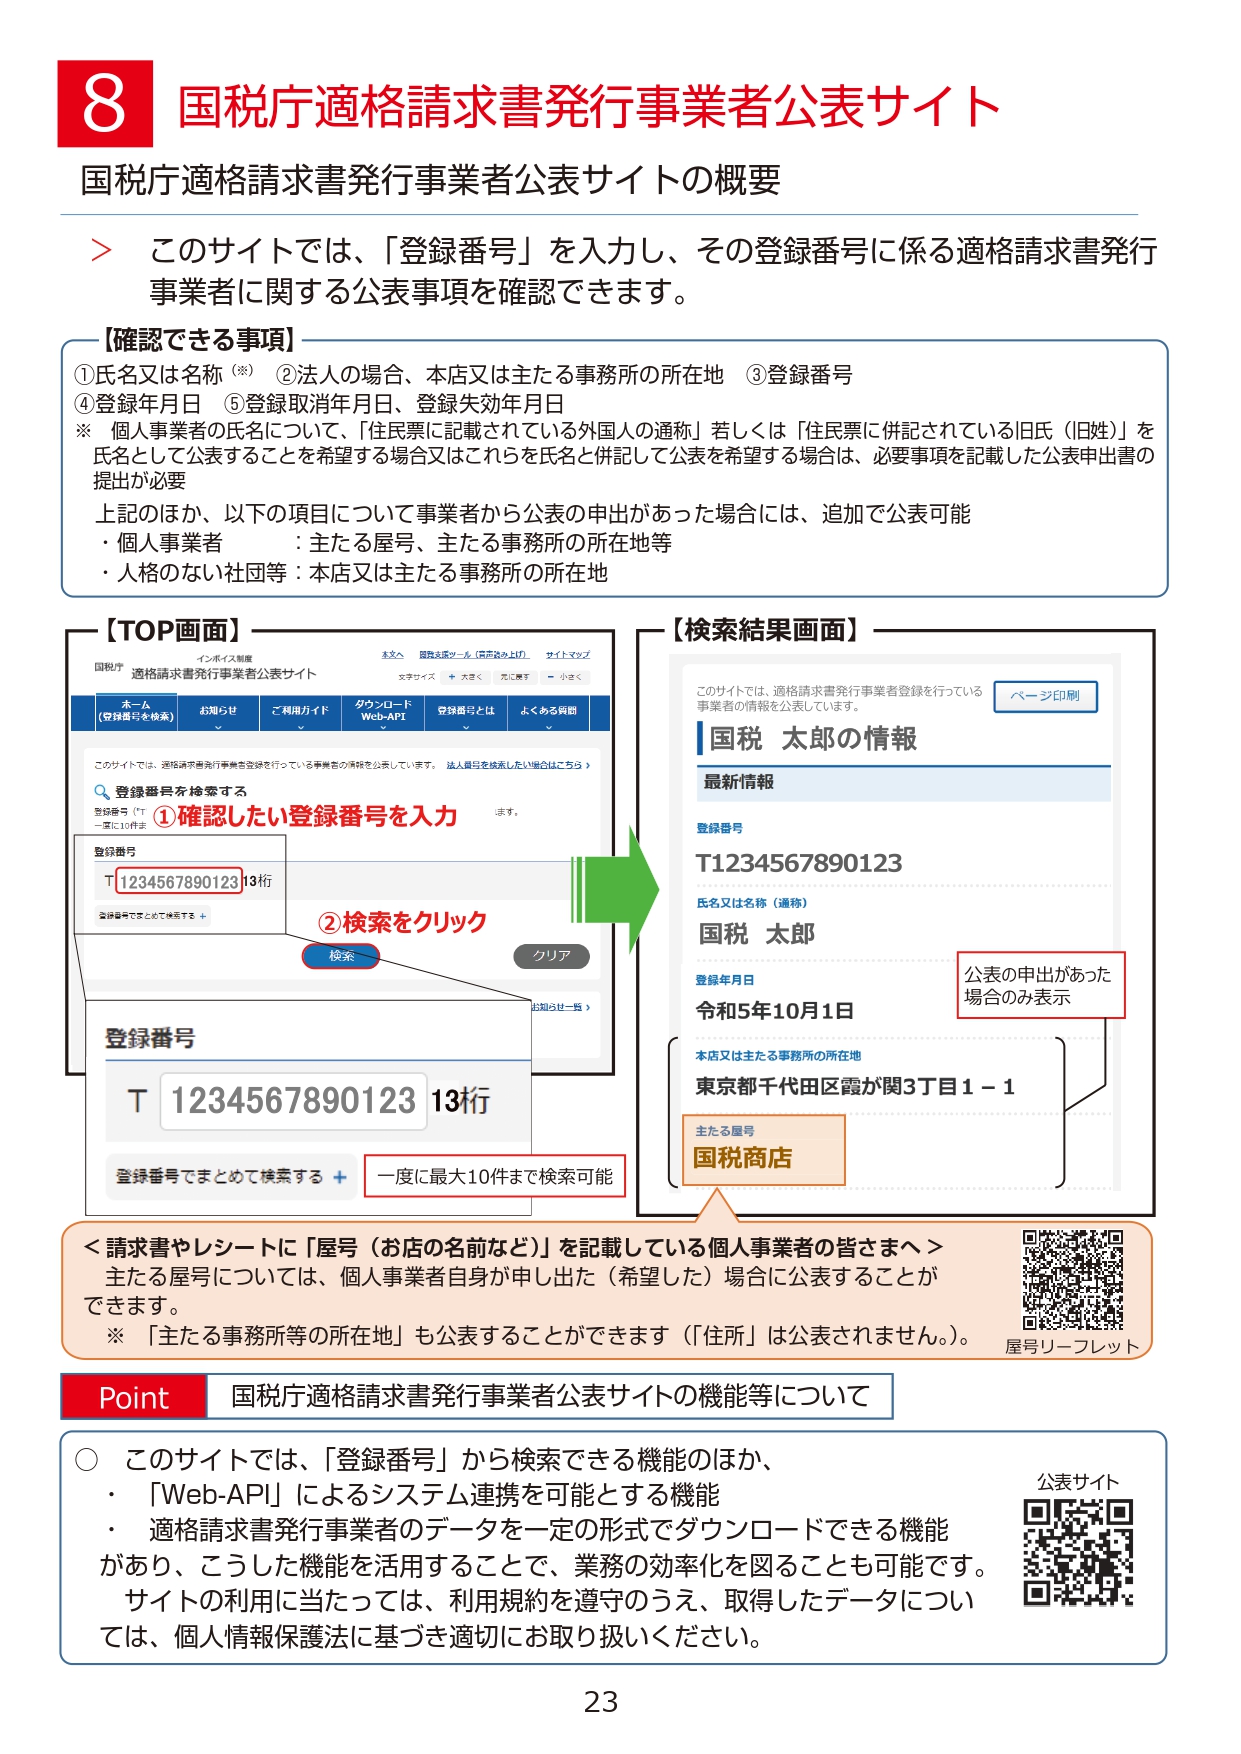 8 国税庁適格請求書発行事業者公表サイト
国税庁適格請求書発行事業者公表サイトの概要
＞ このサイトでは、「登録番号」を入力し、その登録番号に係る適格請求書発行
事業者に関する公表事項を確認できます。
【確認できる事項】
①氏名又は名称（※） ②法人の場合、本店又は主たる事務所の所在地 ③登録番号
④登録年月日 ⑤登録取消年月日、登録失効年月日
※ 個人事業者の氏名について、「住民票に記載されている外国人の通称」若しくは「住民票に併記されている旧氏（旧姓）」を
氏名として公表することを希望する場合又はこれらを氏名と併記して公表を希望する場合は、必要事項を記載した公表申出書の
提出が必要
上記のほか、以下の項目について事業者から公表の申出があった場合には、追加で公表可能
・個人事業者 ：主たる屋号、主たる事務所の所在地等
・人格のない社団等：本店又は主たる事務所の所在地
【TOP画面】
国税庁 インボイス制度
適格請求書発行事業者公表サイト
本文へ 閲覧支援ツール（音声読み上げ） サイトマップ
文字サイズ ＋ 大きく 元に戻す － 小さく
ホーム
(登録番号を検索)
お知らせ
ご利用ガイド
ダウンロード
Web-API
登録番号とは
よくある質問
このサイトでは、適格請求書発行事業者登録を行っている事業者の情報を公表しています。 法人番号を検索したい場合はこちら ›
登録番号を検索する
登録番号（「T ①確認したい登録番号を入力 ます。
一度に10件ま
登録番号
T 1234567890123 13桁
登録番号でまとめて検索する ＋
②検索をクリック
検索 クリア
お知らせ一覧 ›
登録番号
T 1234567890123 13桁
登録番号でまとめて検索する ＋
一度に最大10件まで検索可能
【検索結果画面】
このサイトでは、適格請求書発行事業者登録を行っている
事業者の情報を公表しています。
ページ印刷
国税 太郎の情報
最新情報
登録番号
T1234567890123
氏名又は名称（通称）
国税 太郎
登録年月日
令和5年10月1日
公表の申出があった
場合のみ表示
本店又は主たる事務所の所在地
東京都千代田区霞が関3丁目１－１
主たる屋号
国税商店
＜請求書やレシートに「屋号（お店の名前など）」を記載している個人事業者の皆さまへ＞
主たる屋号については、個人事業者自身が申し出た（希望した）場合に公表することが
できます。
※ 「主たる事務所等の所在地」も公表することができます（「住所」は公表されません。）。
屋号リーフレット
Point 国税庁適格請求書発行事業者公表サイトの機能等について
○ このサイトでは、「登録番号」から検索できる機能のほか、
・ 「Web-API」によるシステム連携を可能とする機能
・ 適格請求書発行事業者のデータを一定の形式でダウンロードできる機能
があり、こうした機能を活用することで、業務の効率化を図ることも可能です。
サイトの利用に当たっては、利用規約を遵守のうえ、取得したデータについ
ては、個人情報保護法に基づき適切にお取り扱いください。
公表サイト
23